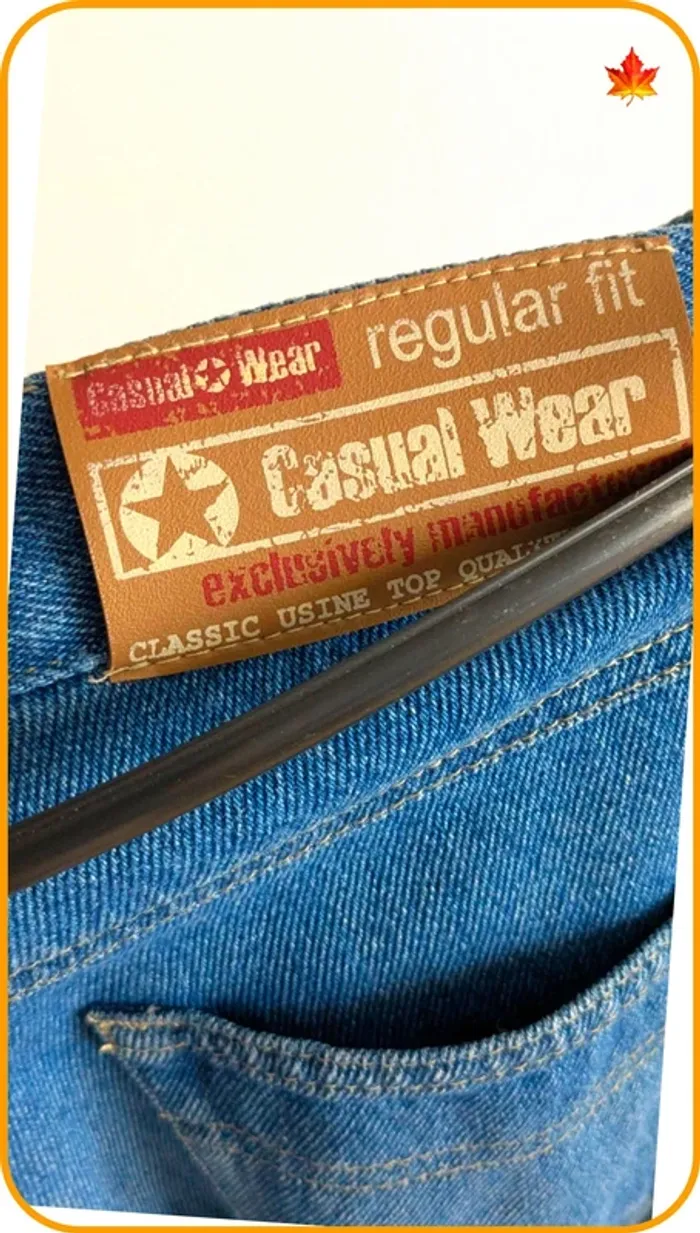 Casual Wear
regular fit
Casual Wear
exclusively
CLASSIC USINE TOP